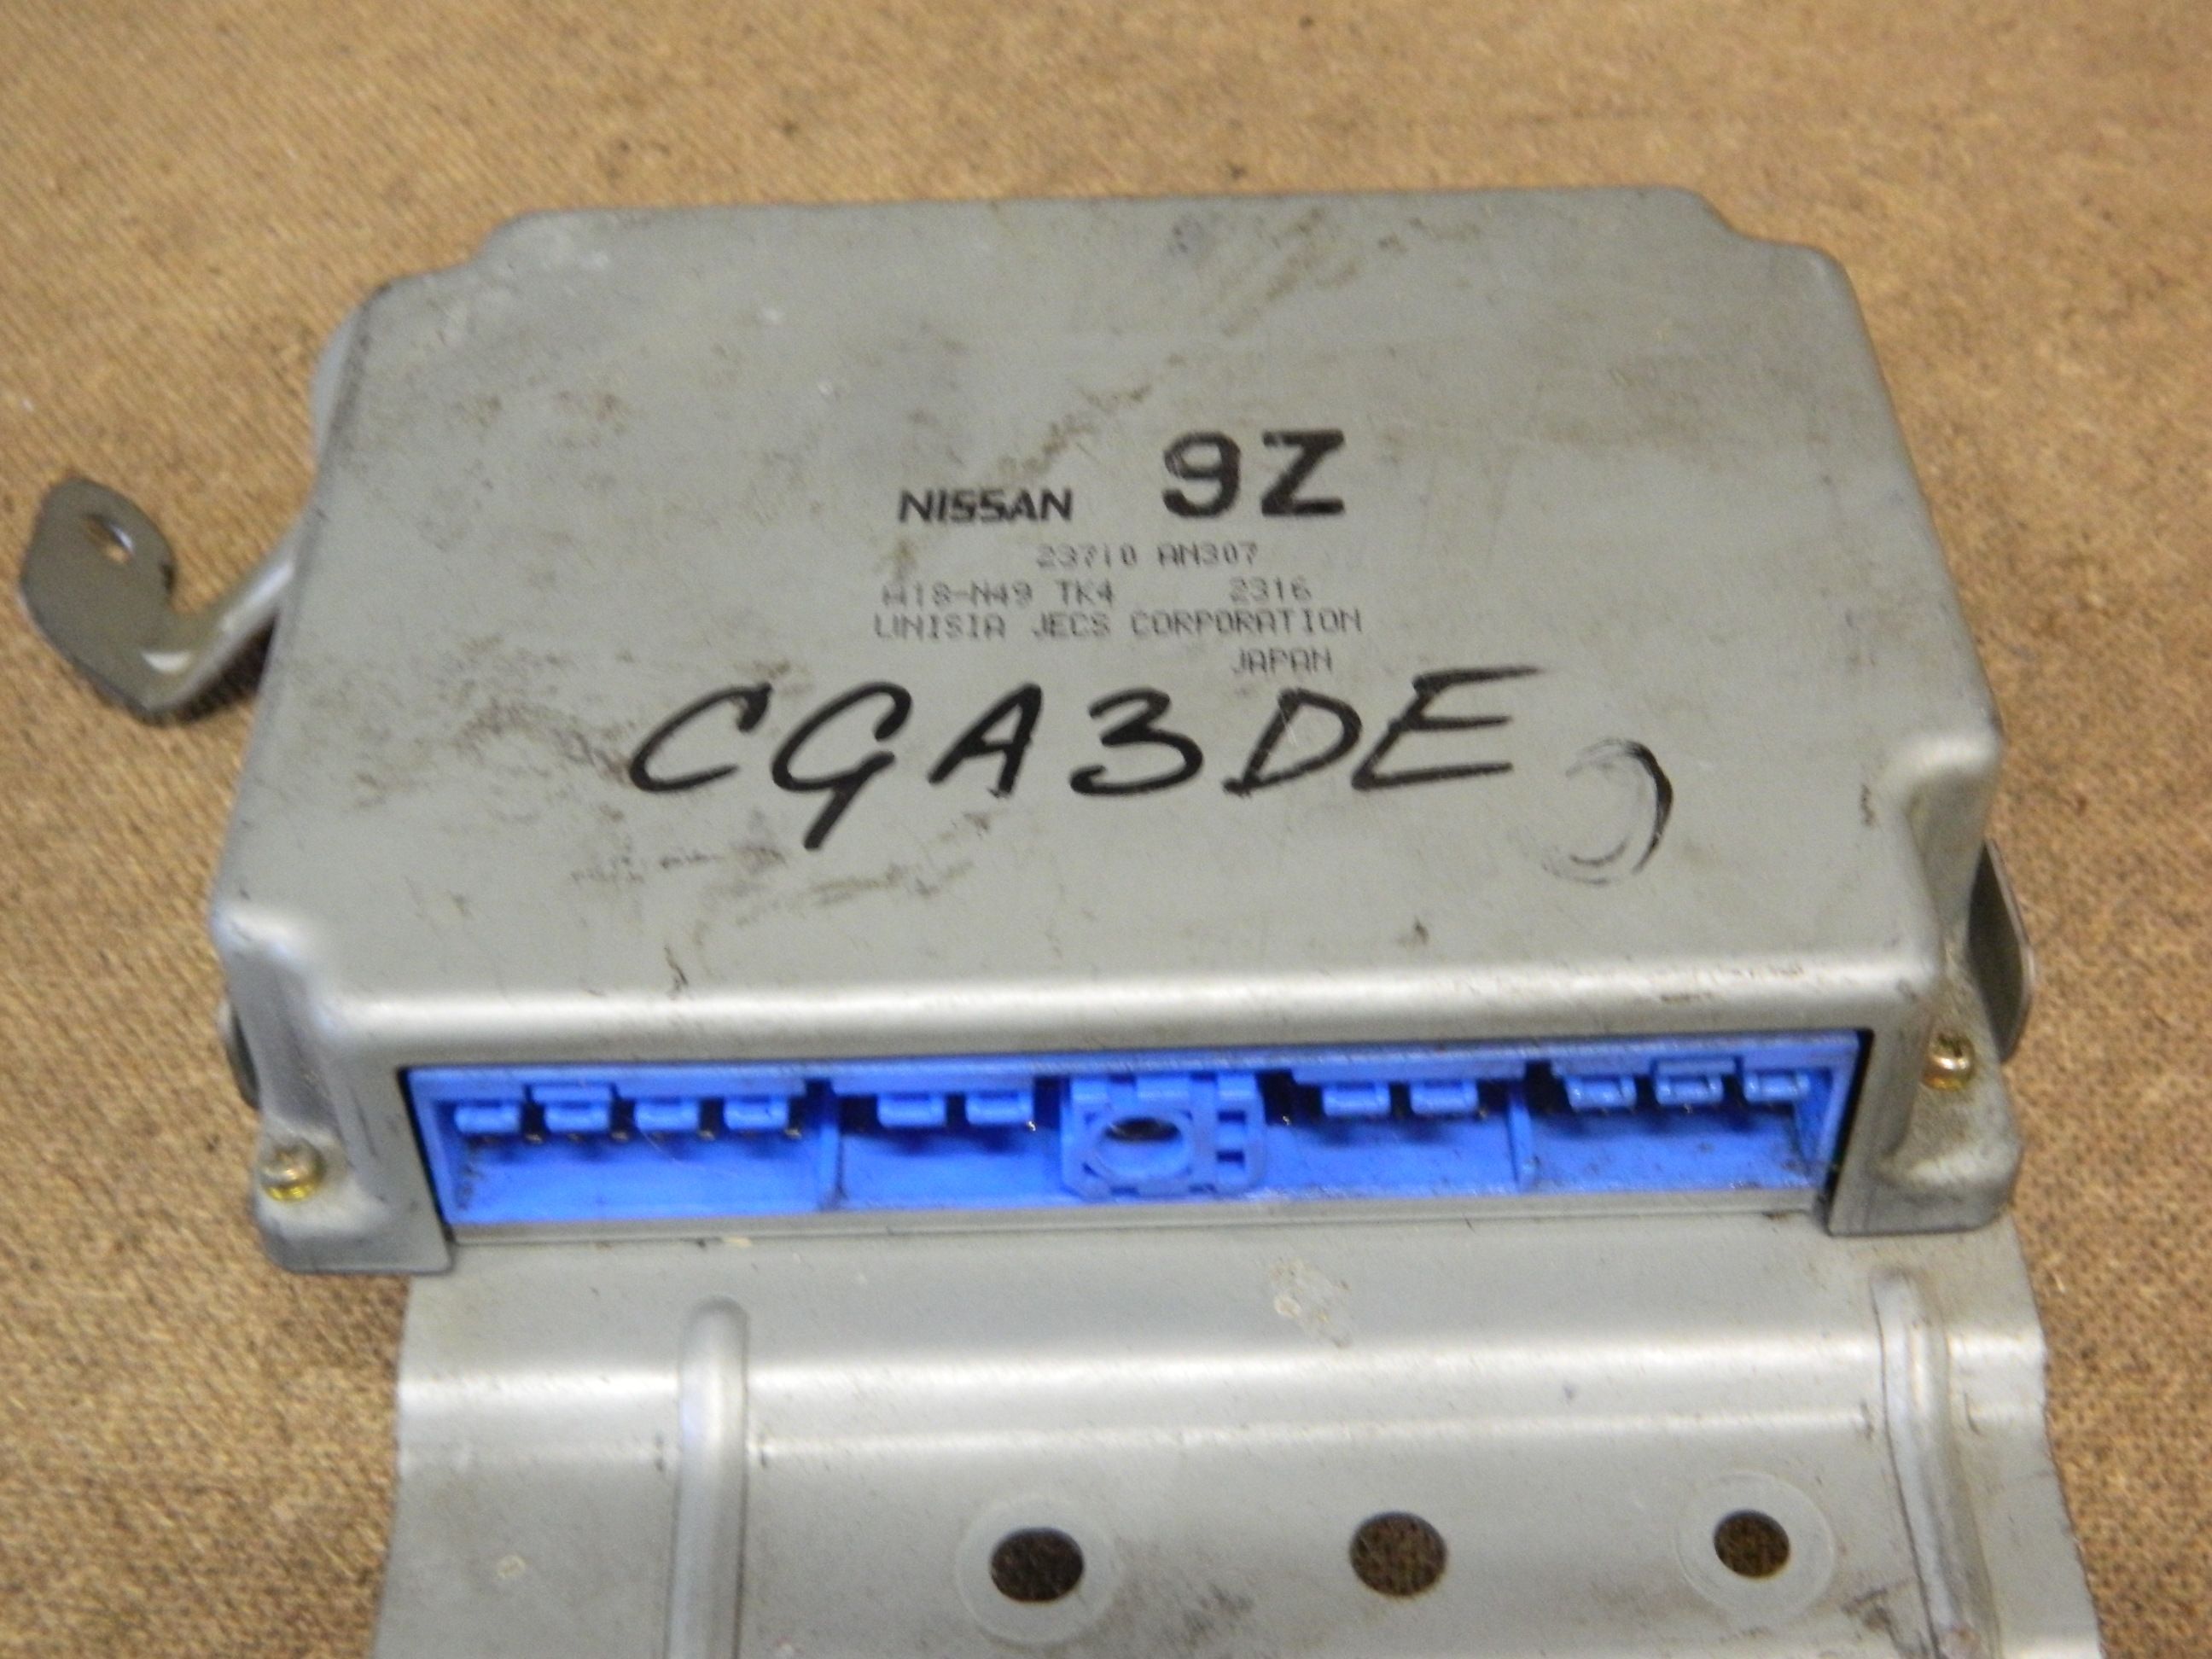 NISSAN 9Z
23710 AN307
A18-N49 TK4 2316
UNISIA JECS CORPORATION
JAPAN
CGA3DE